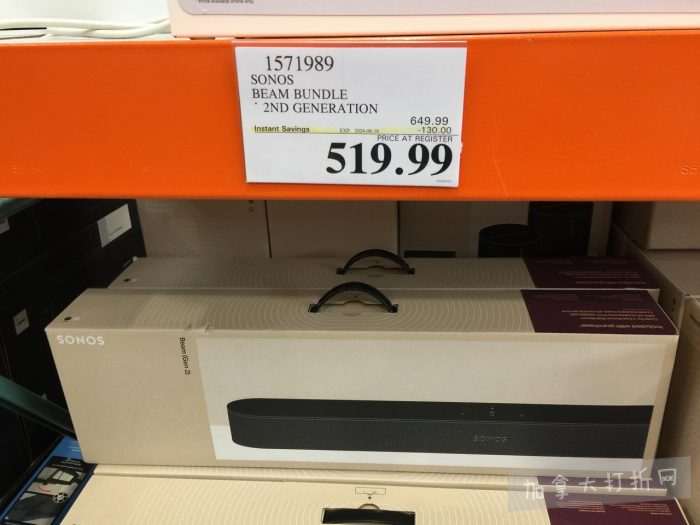 1571989
SONOS
BEAM BUNDLE
2ND GENERATION
649.99
Instant Savings
-130.00
PRICE AT REGISTER
519.99
SONOS
Beam (Gen 2)
SONOS
加拿大打折网